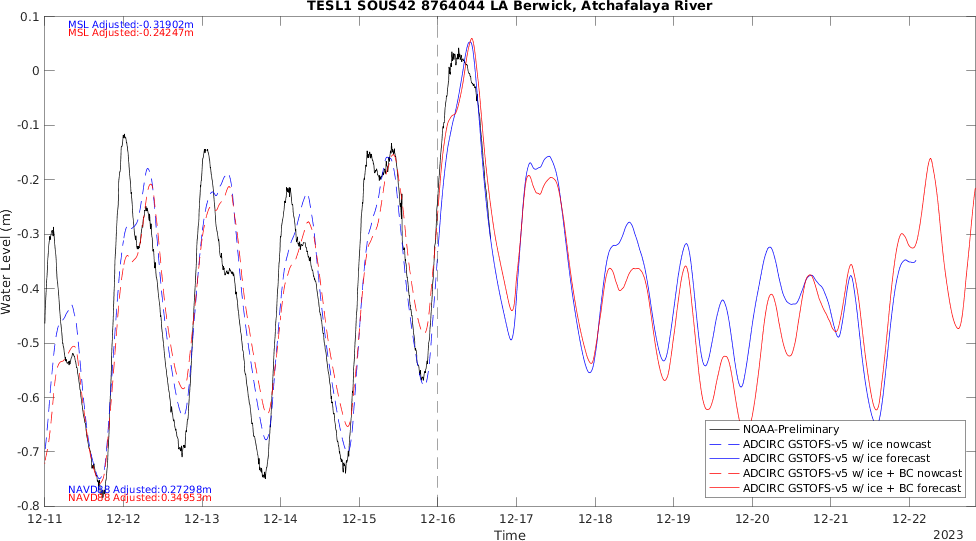 TESL1 SOUS42 8764044 LA Berwick, Atchafalaya River
MSL Adjusted:-0.31902m
MSL Adjusted:-0.24247m
0.1
0
-0.1
-0.2
-0.3
-0.4
-0.5
-0.6
-0.7
-0.8
Water Level (m)
NOAA-Preliminary
ADCIRC GSTOFS-v5 w/ ice nowcast
ADCIRC GSTOFS-v5 w/ ice forecast
ADCIRC GSTOFS-v5 w/ ice + BC nowcast
ADCIRC GSTOFS-v5 w/ ice + BC forecast
NAVD88 Adjusted:0.27298m
NAVD88 Adjusted:0.34953m
12-11 12-12 12-13 12-14 12-15 12-16 12-17 12-18 12-19 12-20 12-21 12-22
Time
2023